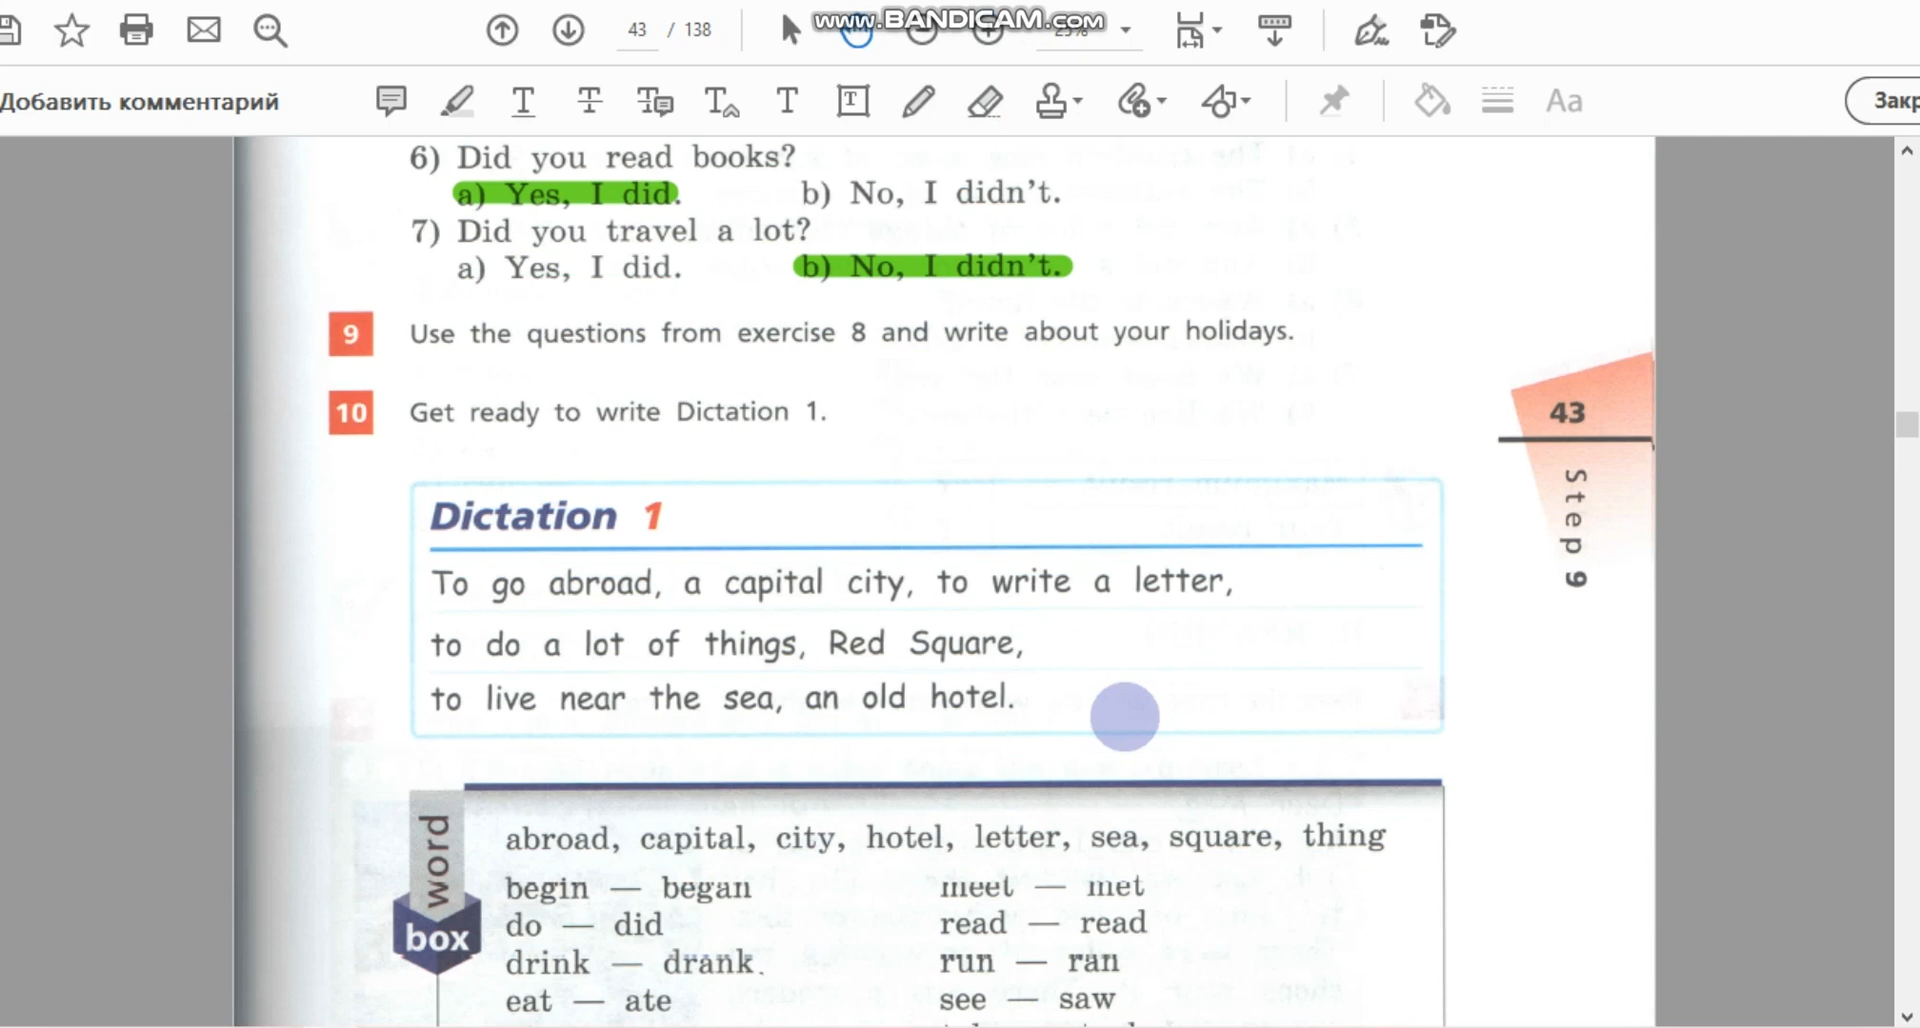 www.BANDICAM.com
43 / 138
25%
Добавить комментарий
T T T T T T Aa
Закр
6) Did you read books?
a) Yes, I did. b) No, I didn't.
7) Did you travel a lot?
a) Yes, I did. b) No, I didn't.
9 Use the questions from exercise 8 and write about your holidays.
10 Get ready to write Dictation 1.
43
Step 9
Dictation 1
To go abroad, a capital city, to write a letter,
to do a lot of things, Red Square,
to live near the sea, an old hotel.
word box
abroad, capital, city, hotel, letter, sea, square, thing
begin — began meet — met
do — did read — read
drink — drank run — ran
eat — ate see — saw